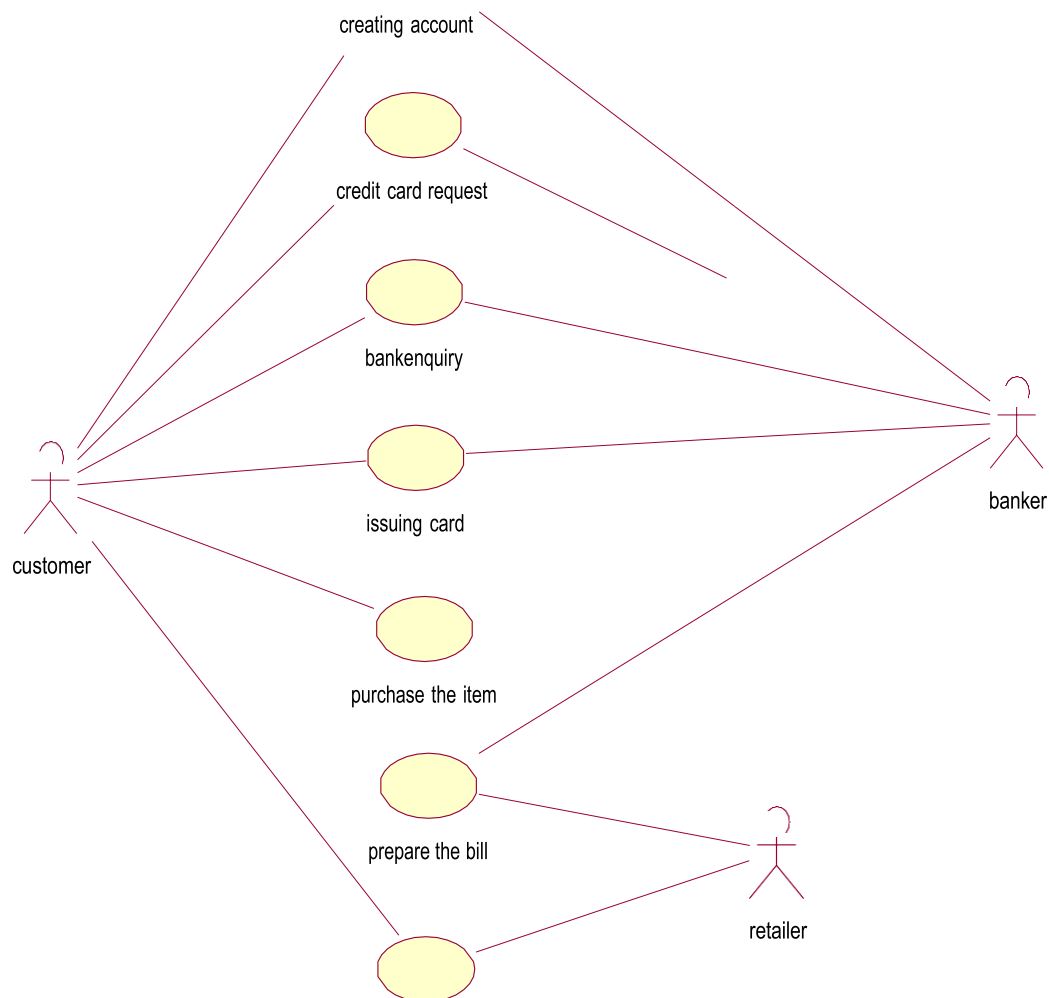 creating account
credit card request
bankenquiry
issuing card
banker
customer
purchase the item
prepare the bill
retailer